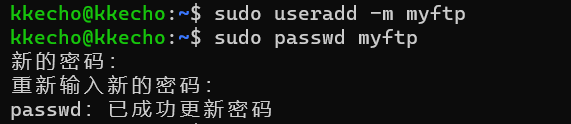 kkecho@kkecho:~$ sudo useradd -m myftp
kkecho@kkecho:~$ sudo passwd myftp
新的密码：
重新输入新的密码：
passwd：已成功更新密码